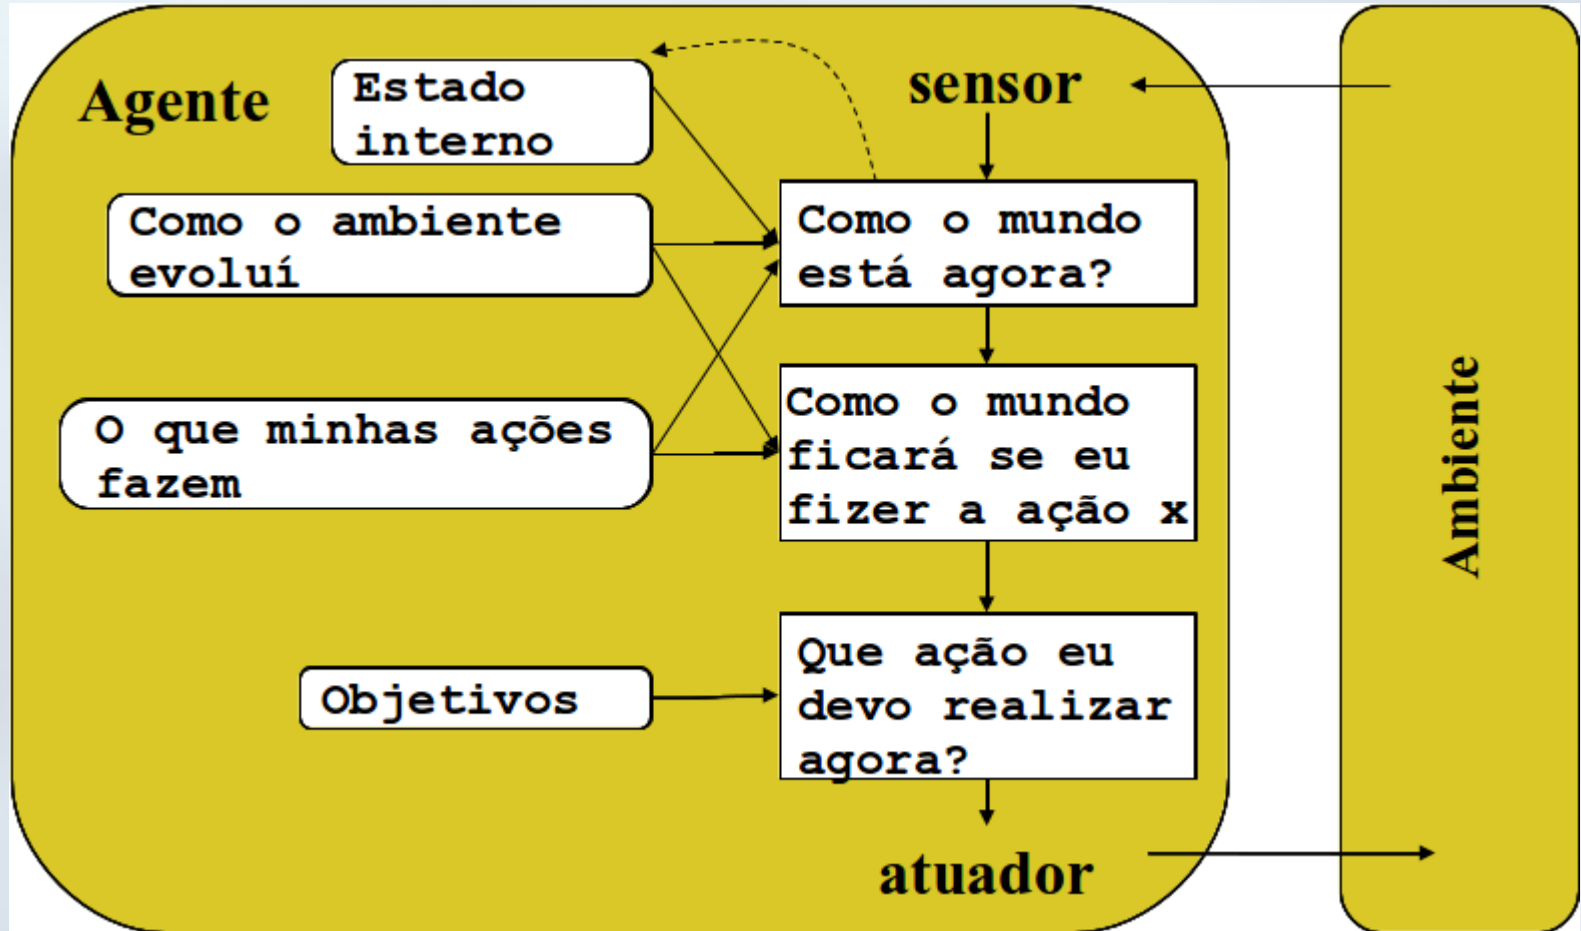 Agente
Estado
interno
sensor
Como o ambiente
evoluí
Como o mundo
está agora?
O que minhas ações
fazem
Como o mundo
ficará se eu
fizer a ação x
Objetivos
Que ação eu
devo realizar
agora?
atuador
Ambiente